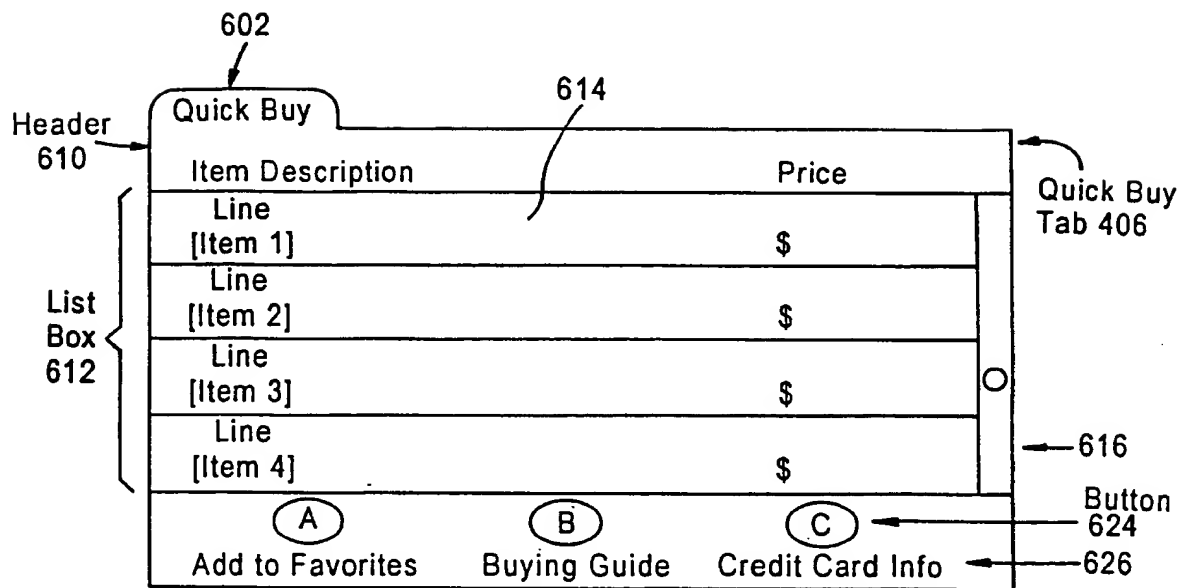 602
Quick Buy
614
Header
610
Item Description Price
Quick Buy
Tab 406
Line
[Item 1] $
Line
[Item 2] $
List
Box
612
Line
[Item 3] $
Line
[Item 4] $
616
A B C
Button
624
Add to Favorites Buying Guide Credit Card Info
626